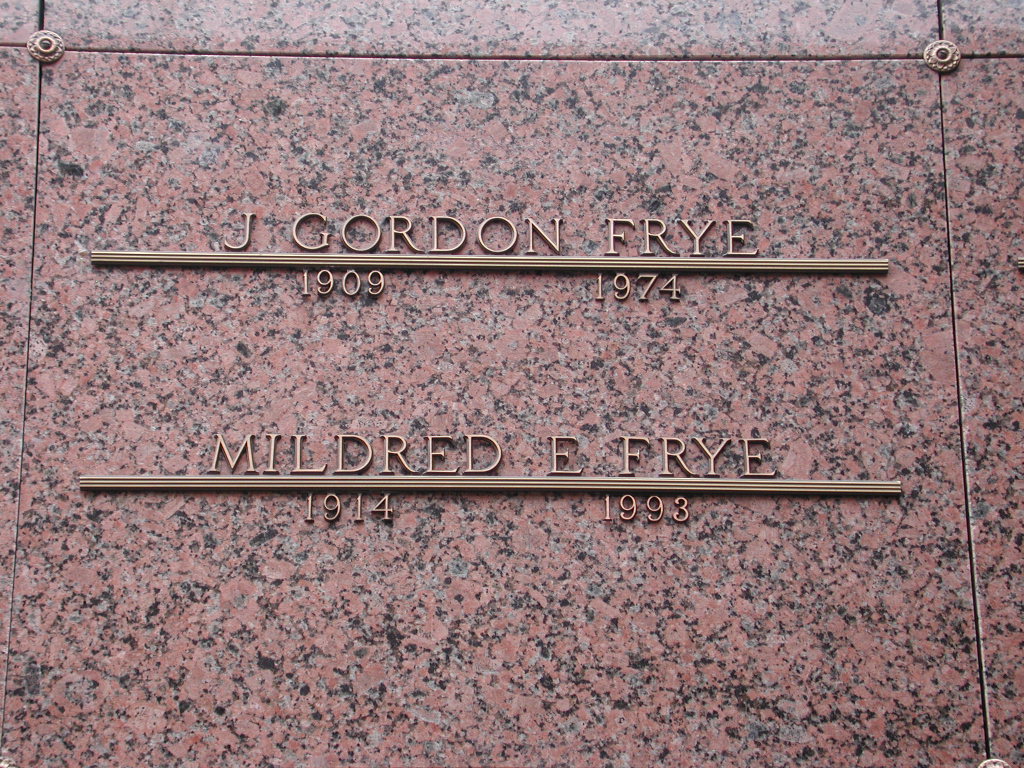 J GORDON FRYE
1909 1974
MILDRED E FRYE
1914 1993